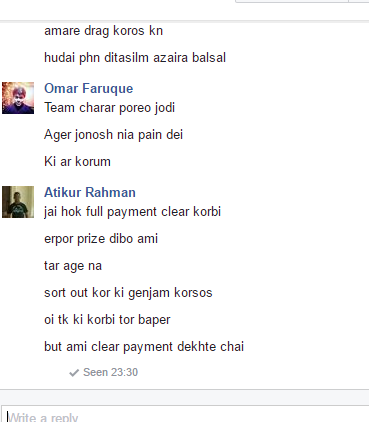 amare drag koros kn
hudai phn ditasilm azaira balsal
Omar Faruque
Team charar poreo jodi
Ager jonosh nia pain dei
Ki ar korum
Atikur Rahman
jai hok full payment clear korbi
erpor prize dibo ami
tar age na
sort out kor ki genjam korsos
oi tk ki korbi tor baper
but ami clear payment dekhte chai
Seen 23:30
Write a reply